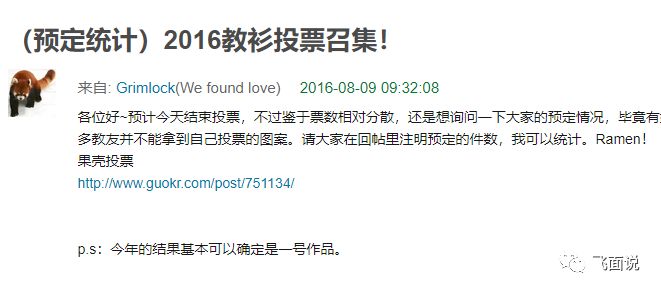 （预定统计）2016教衫投票召集！
来自: Grimlock(We found love) 2016-08-09 09:32:08
各位好~预计今天结束投票，不过鉴于票数相对分散，还是想询问一下大家的预定情况，毕竟有
多教友并不能拿到自己投票的图案。请大家在回帖里注明预定的件数，我可以统计。Ramen！
果壳投票
http://www.guokr.com/post/751134/
p.s：今年的结果基本可以确定是一号作品。
飞面说